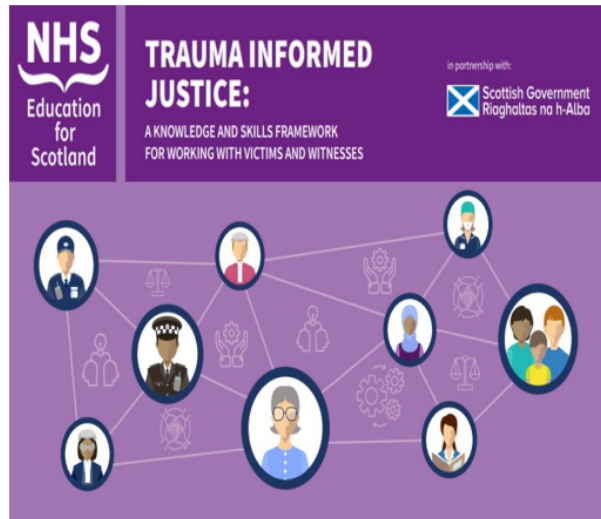 NHS
Education
for
Scotland
TRAUMA INFORMED
JUSTICE:
A KNOWLEDGE AND SKILLS FRAMEWORK
FOR WORKING WITH VICTIMS AND WITNESSES
in partnership with:
Scottish Government
Riaghaltas na h-Alba